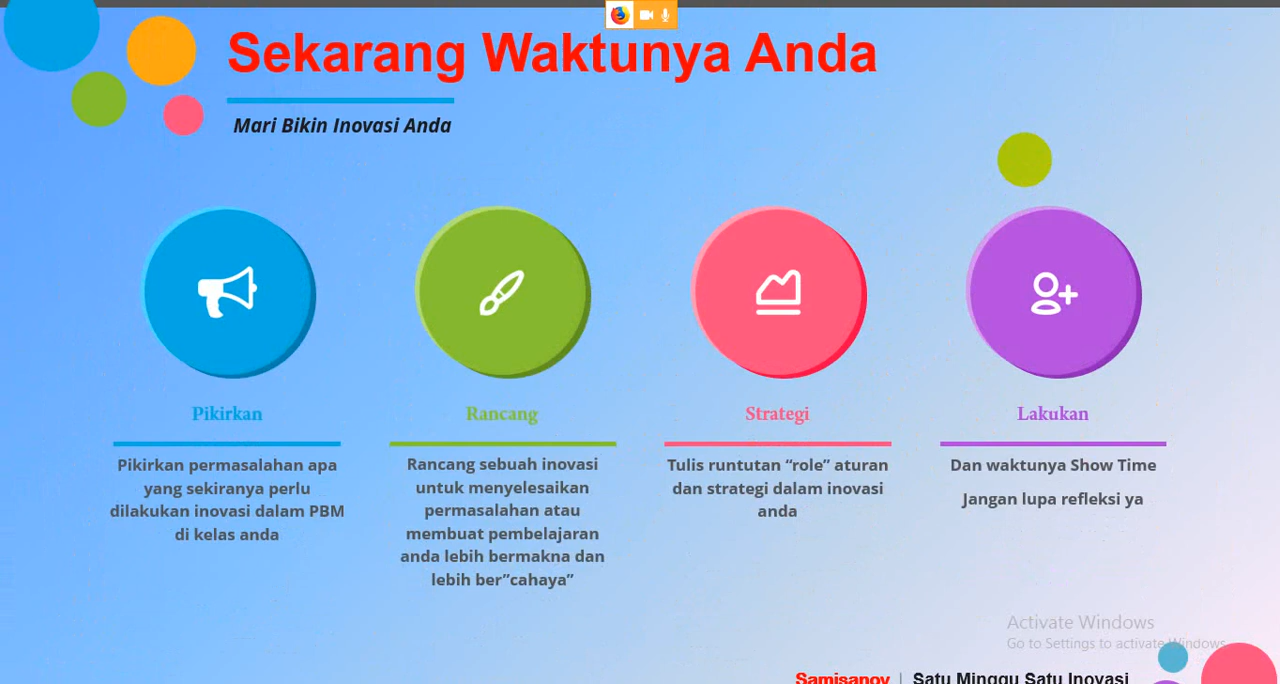 Sekarang Waktunya Anda
Mari Bikin Inovasi Anda
Pikirkan
Pikirkan permasalahan apa
yang sekiranya perlu
dilakukan inovasi dalam PBM
di kelas anda
Rancang
Rancang sebuah inovasi
untuk menyelesaikan
permasalahan atau
membuat pembelajaran
anda lebih bermakna dan
lebih ber”cahaya”
Strategi
Tulis runtutan “role” aturan
dan strategi dalam inovasi
anda
Lakukan
Dan waktunya Show Time
Jangan lupa refleksi ya
Activate Windows
Go to Settings to activate Windows.
Samisanov | Satu Minggu Satu Inovasi